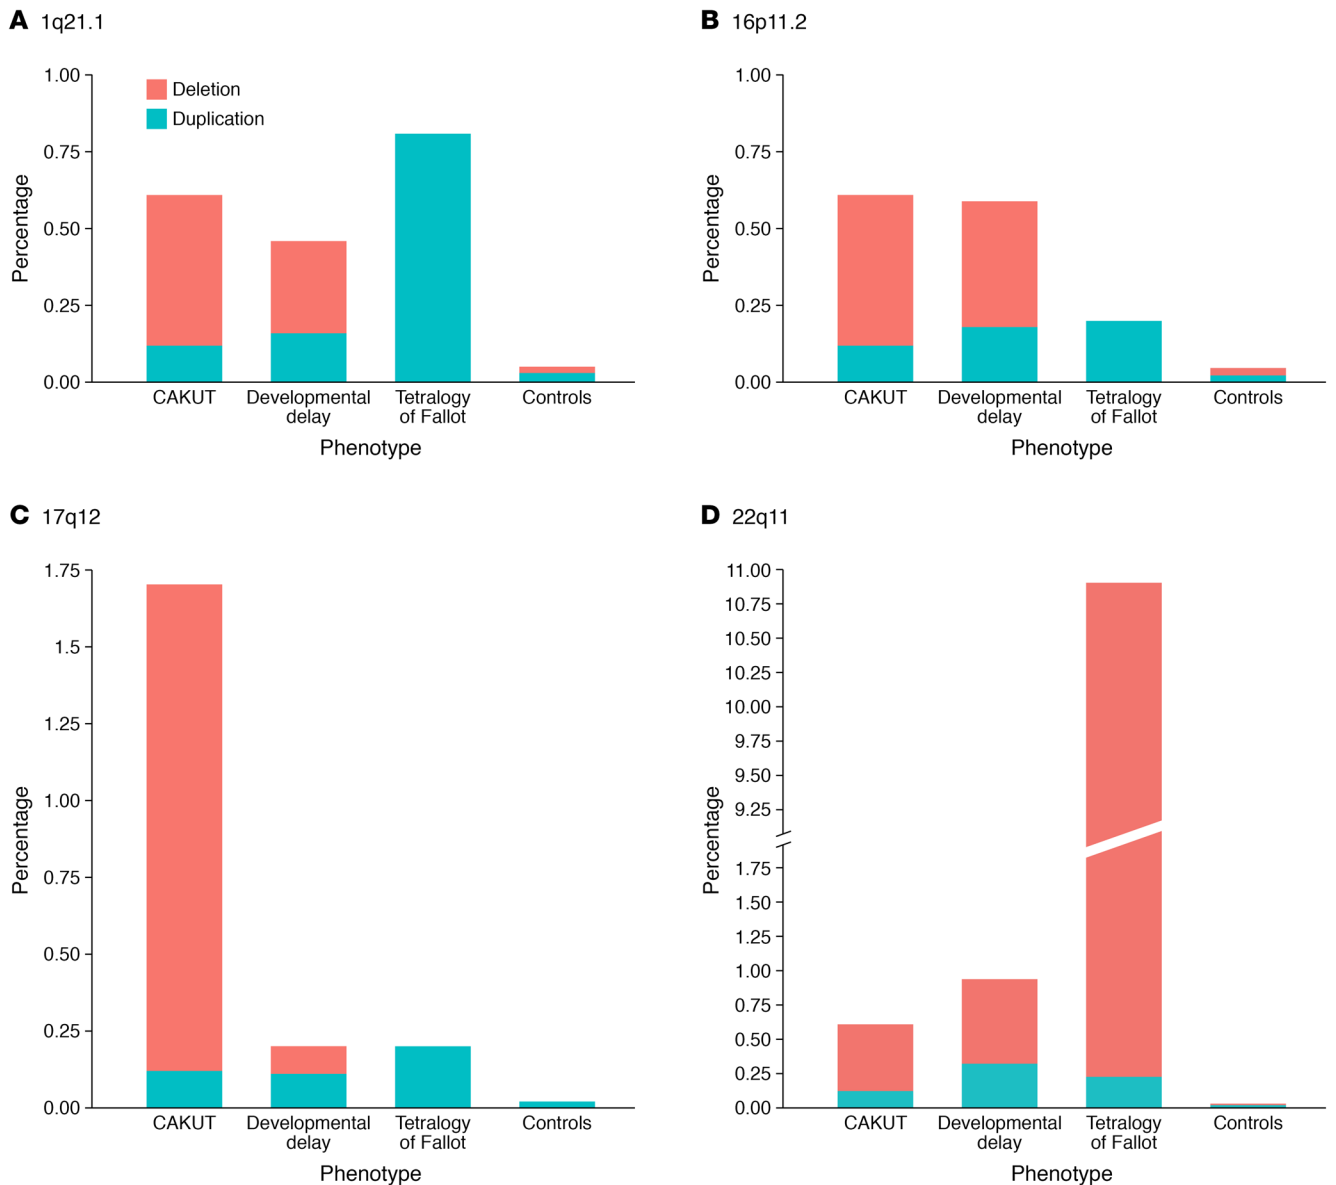 A 1q21.1
1.00
0.75
0.50
0.25
0.00
Percentage
Deletion
Duplication
CAKUT
Developmental
delay
Tetralogy
of Fallot
Controls
Phenotype
B 16p11.2
1.00
0.75
0.50
0.25
0.00
Percentage
CAKUT
Developmental
delay
Tetralogy
of Fallot
Controls
Phenotype
C 17q12
1.75
1.5
1.25
1.00
0.75
0.50
0.25
0.00
Percentage
CAKUT
Developmental
delay
Tetralogy
of Fallot
Controls
Phenotype
D 22q11
11.00
10.75
10.50
10.25
10.00
9.75
9.50
9.25
1.75
1.50
1.25
1.00
0.75
0.50
0.25
0.00
Percentage
CAKUT
Developmental
delay
Tetralogy
of Fallot
Controls
Phenotype